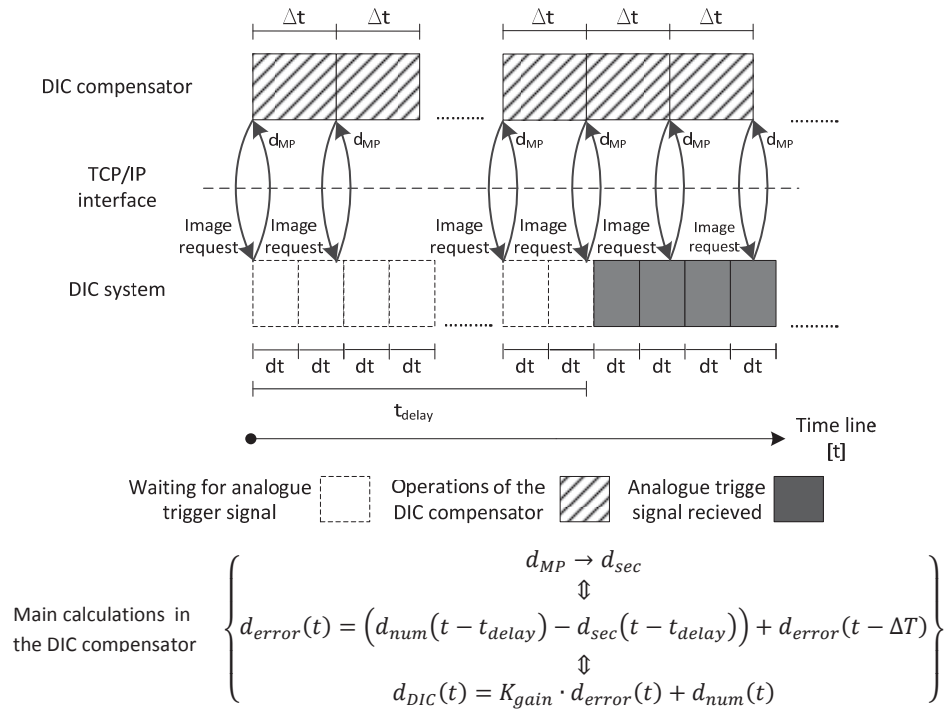 Δt Δt Δt Δt Δt
DIC compensator
......... .........
d_MP d_MP d_MP d_MP d_MP d_MP
TCP/IP
interface
Image
request
Image
request
Image
request
Image
request
Image
request
Image
request
DIC system
......... .........
dt dt dt dt dt dt dt dt dt dt
t_delay
Time line
[t]
Waiting for analogue
trigger signal
Operations of the
DIC compensator
Analogue trigge
signal recieved
Main calculations in
the DIC compensator
d_MP → d_sec
⇕
d_error(t) = (d_num(t − t_delay) − d_sec(t − t_delay)) + d_error(t − ΔT)
⇕
d_DIC(t) = K_gain · d_error(t) + d_num(t)